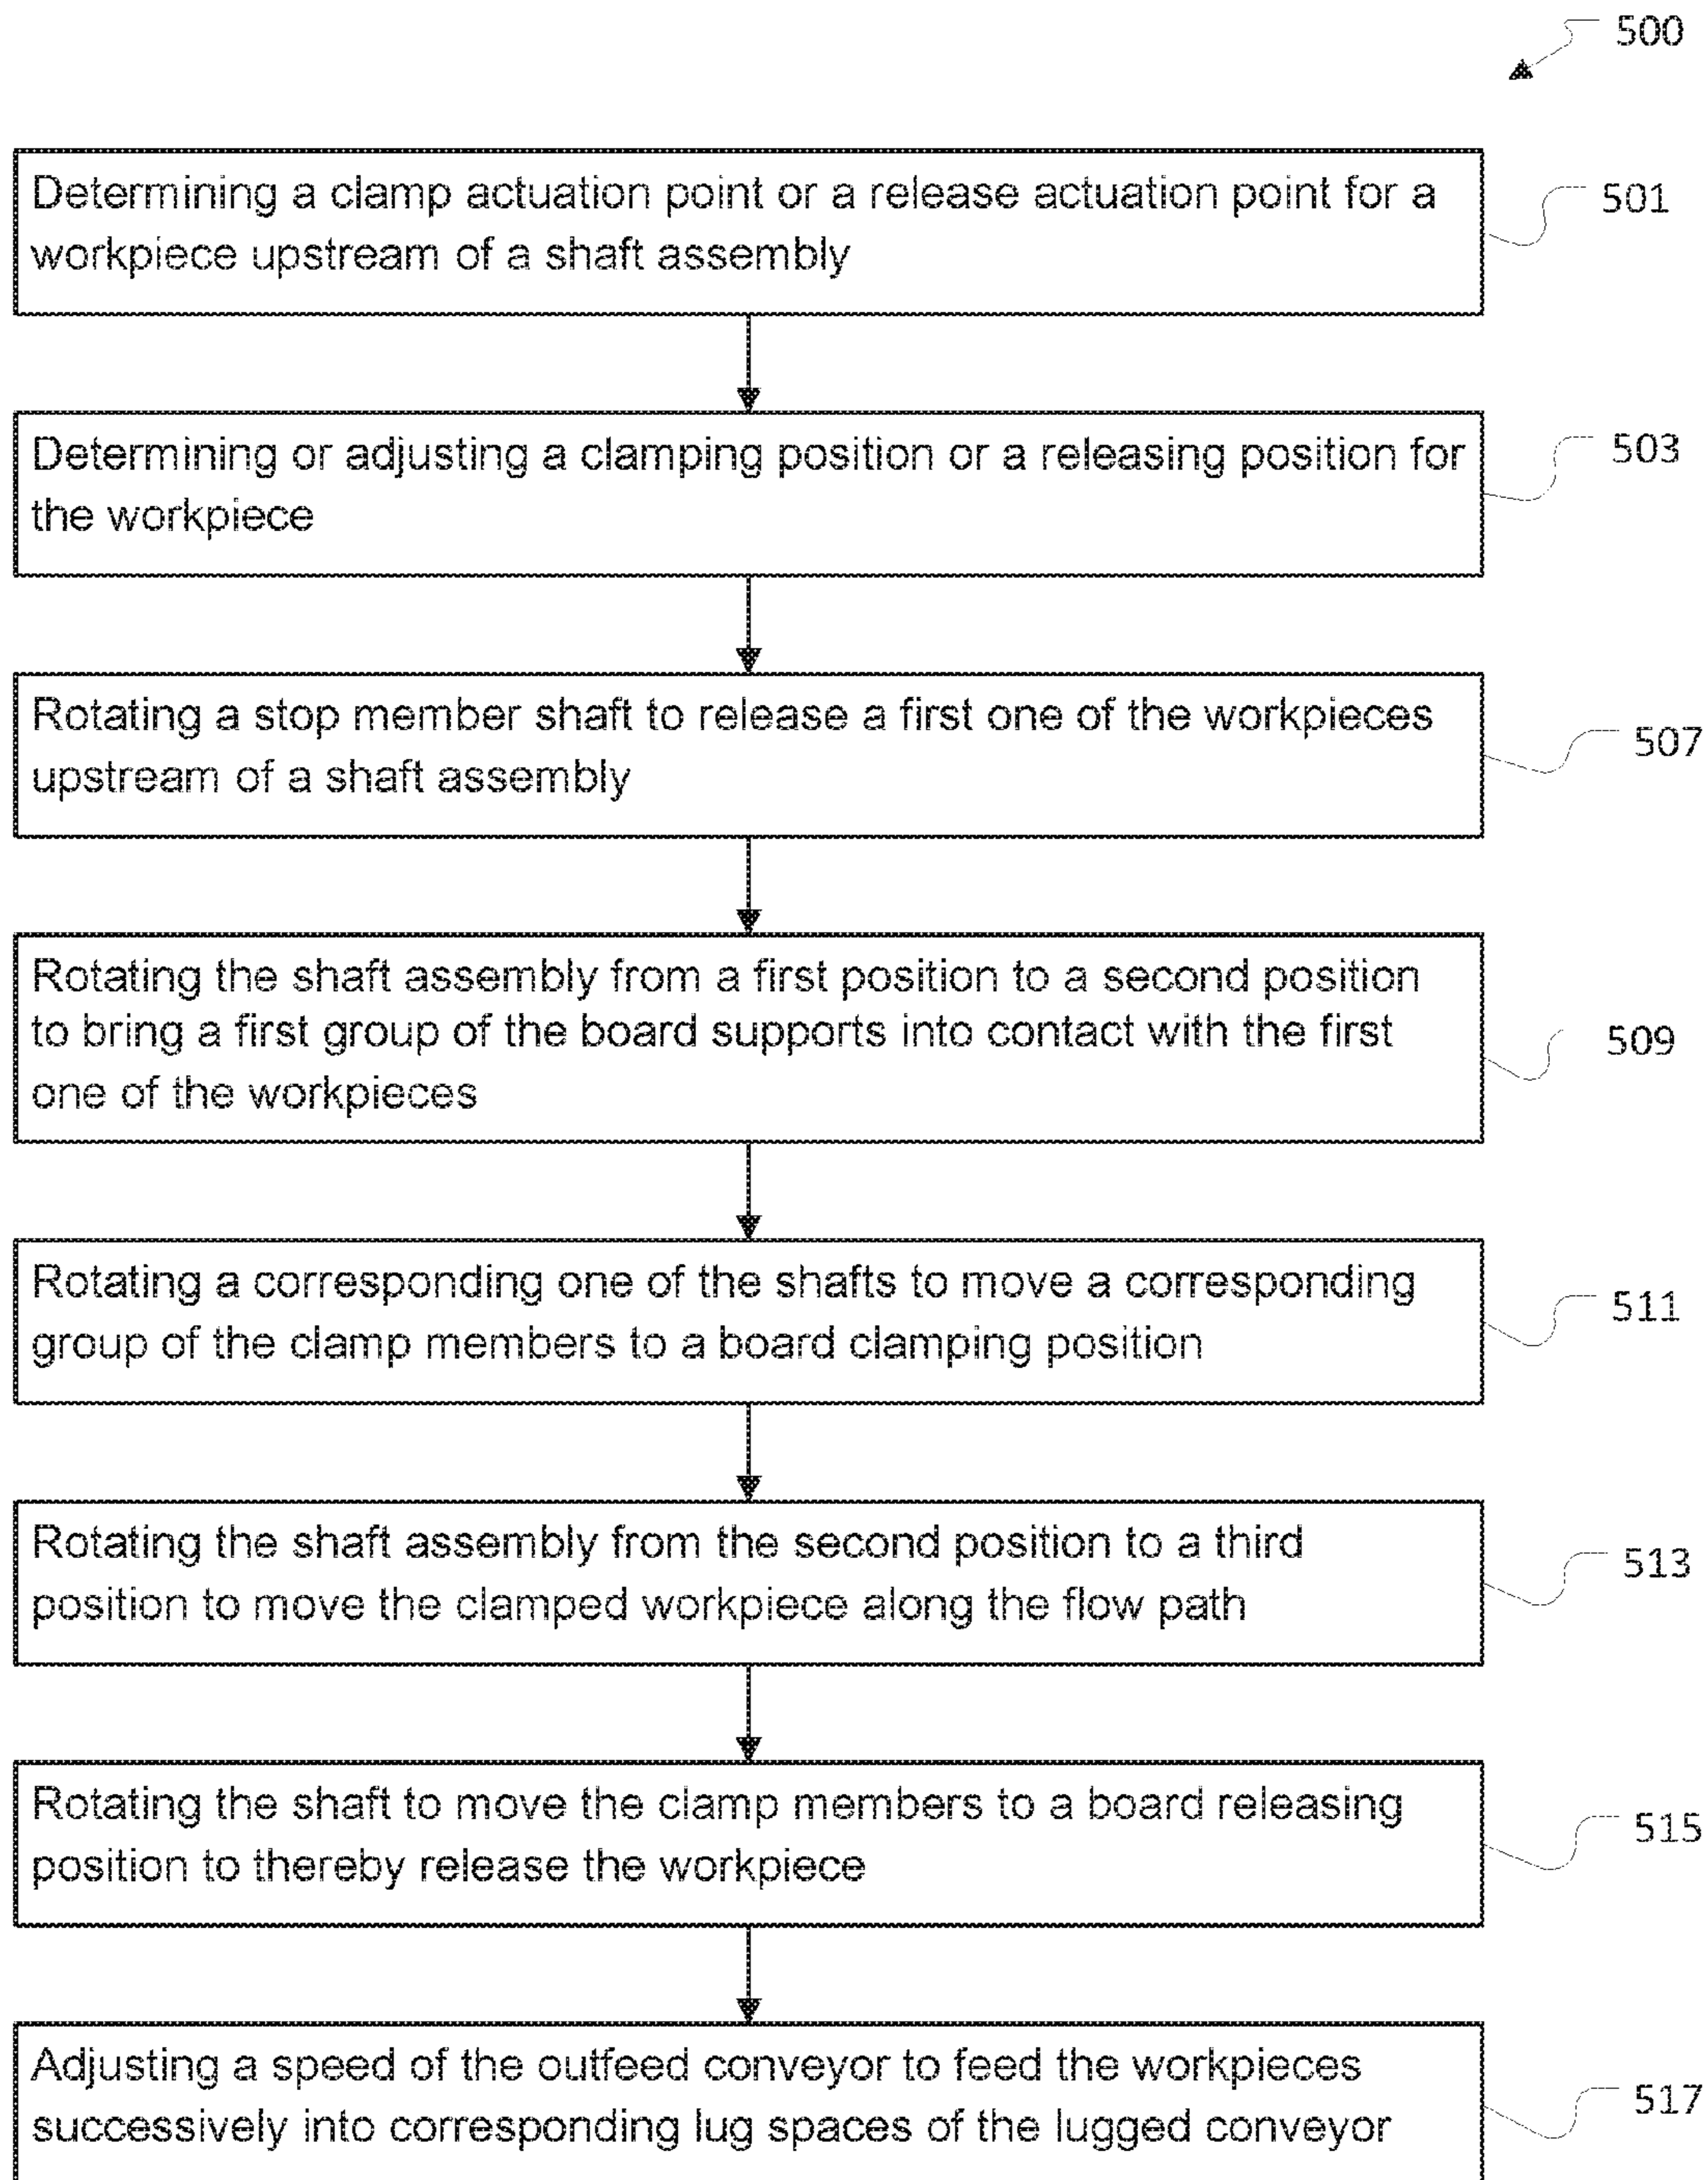 500
Determining a clamp actuation point or a release actuation point for a
workpiece upstream of a shaft assembly
501
Determining or adjusting a clamping position or a releasing position for
the workpiece
503
Rotating a stop member shaft to release a first one of the workpieces
upstream of a shaft assembly
507
Rotating the shaft assembly from a first position to a second position
to bring a first group of the board supports into contact with the first
one of the workpieces
509
Rotating a corresponding one of the shafts to move a corresponding
group of the clamp members to a board clamping position
511
Rotating the shaft assembly from the second position to a third
position to move the clamped workpiece along the flow path
513
Rotating the shaft to move the clamp members to a board releasing
position to thereby release the workpiece
515
Adjusting a speed of the outfeed conveyor to feed the workpieces
successively into corresponding lug spaces of the lugged conveyor
517